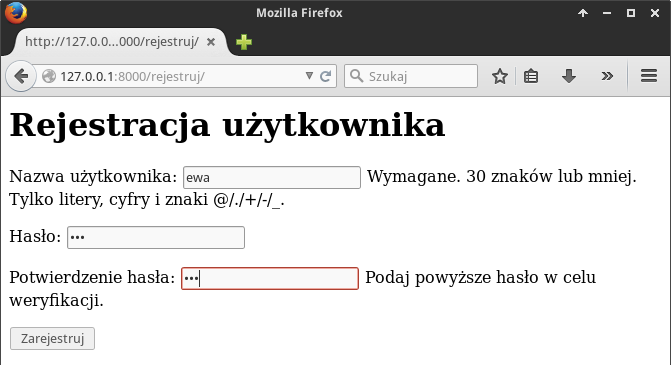 Mozilla Firefox
http://127.0.0...000/rejestruj/
127.0.0.1:8000/rejestruj/
Szukaj
Rejestracja użytkownika
Nazwa użytkownika: ewa Wymagane. 30 znaków lub mniej.
Tylko litery, cyfry i znaki @/./+/-/_.
Hasło: •••
Potwierdzenie hasła: ••• Podaj powyższe hasło w celu
weryfikacji.
Zarejestruj